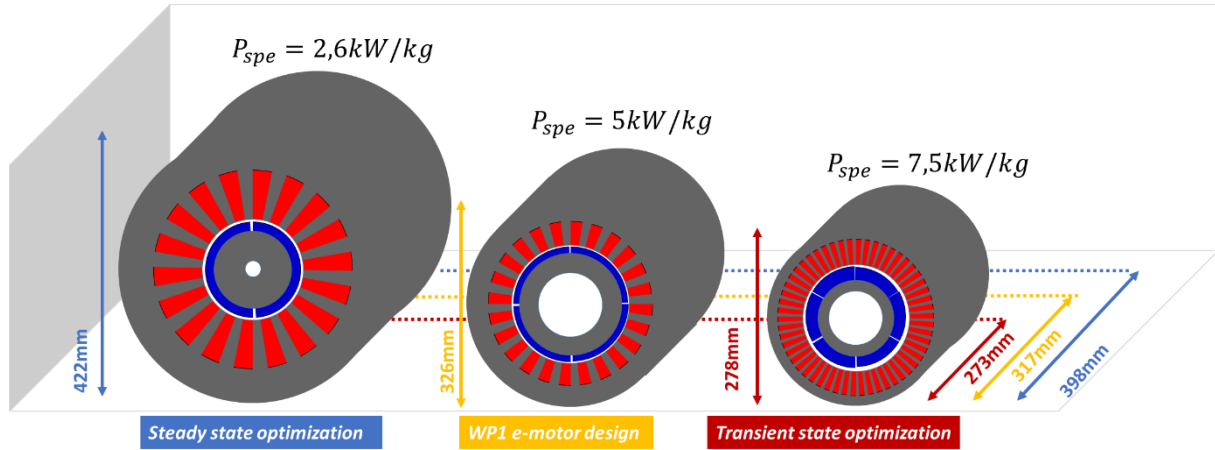 P_spe = 2,6kW/kg
P_spe = 5kW/kg
P_spe = 7,5kW/kg
422mm
326mm
278mm
273mm
317mm
398mm
Steady state optimization
WP1 e-motor design
Transient state optimization